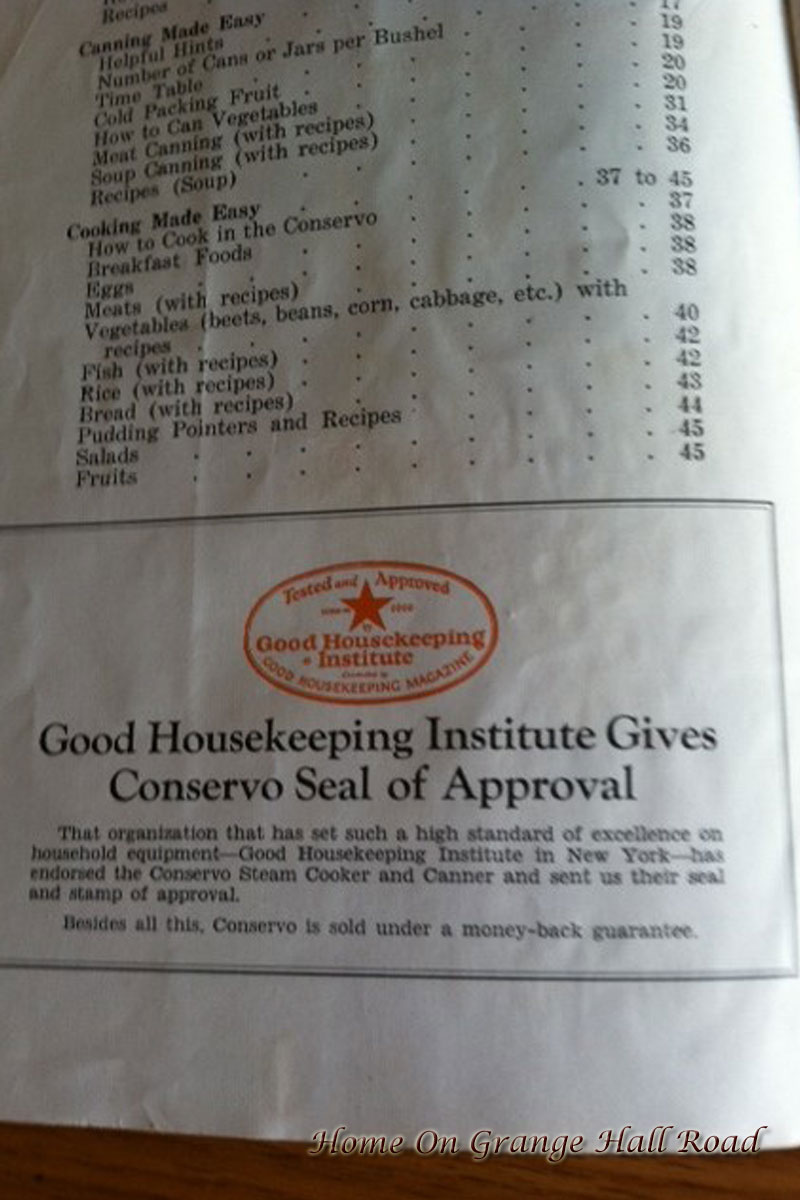 Recipes . . . . . . 17
Canning Made Easy . . . . . . 19
Helpful Hints . . . . . . 19
Number of Cans or Jars per Bushel . . . . 20
Time Table . . . . . . 20
Cold Packing Fruit . . . . . . 31
How to Can Vegetables . . . . . . 34
Meat Canning (with recipes) . . . . . 36
Soup Canning (with recipes)
Recipes (Soup)
Cooking Made Easy . . . . . . 37 to 45
How to Cook in the Conservo . . . . . 37
Breakfast Foods . . . . . . 38
Eggs . . . . . . 38
Meats (with recipes) . . . . . . 38
Vegetables (beets, beans, corn, cabbage, etc.) with
recipes . . . . . . 40
Fish (with recipes) . . . . . . 42
Rice (with recipes) . . . . . . 42
Bread (with recipes) . . . . . . 43
Pudding Pointers and Recipes . . . . . 44
Salads . . . . . . 45
Fruits . . . . . . 45
Tested and Approved
Good Housekeeping
Institute
GOOD HOUSEKEEPING MAGAZINE
Good Housekeeping Institute Gives
Conservo Seal of Approval
That organization that has set such a high standard of excellence on
household equipment—Good Housekeeping Institute in New York—has
endorsed the Conservo Steam Cooker and Canner and sent us their seal
and stamp of approval.
Besides all this, Conservo is sold under a money-back guarantee.
Home On Grange Hall Road